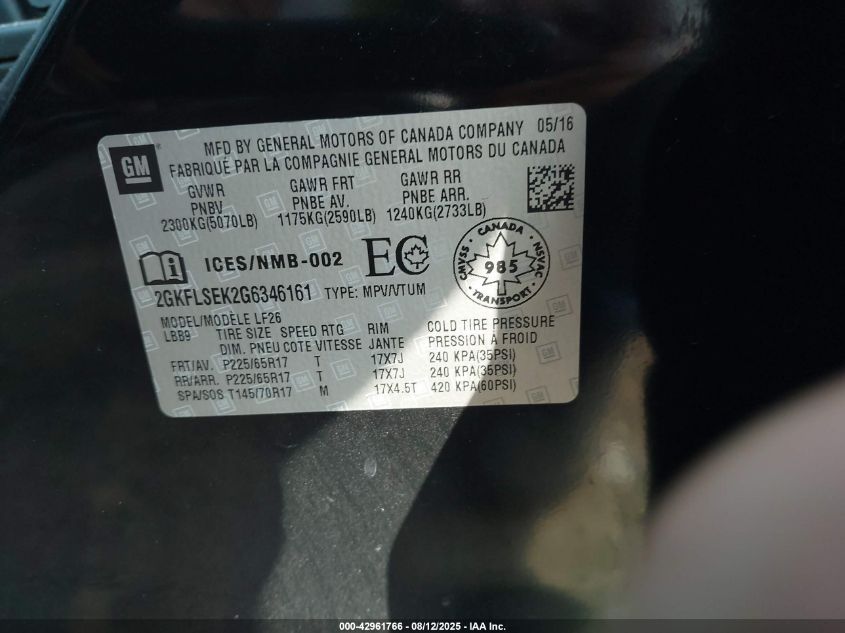 GM
MFD BY GENERAL MOTORS OF CANADA COMPANY 05/16
FABRIQUÉ PAR LA COMPAGNIE GENERAL MOTORS DU CANADA
GVWR GAWR FRT GAWR RR
PNBV PNBE AV. PNBE ARR.
2300KG(5070LB) 1175KG(2590LB) 1240KG(2733LB)
ICES/NMB-002 EC
CANADA
CMVSS 985 NSVAC
TRANSPORT
2GKFLSEK2G6346161 TYPE: MPV/VTUM
MODEL/MODÈLE LF26
LBB9 TIRE SIZE SPEED RTG RIM COLD TIRE PRESSURE
DIM. PNEU COTE VITESSE JANTE PRESSION À FROID
FRT/AV. P225/65R17 T 17X7J 240 KPA(35PSI)
RR/ARR. P225/65R17 T 17X7J 240 KPA(35PSI)
SPA/SOS T145/70R17 M 17X4.5T 420 KPA(60PSI)
000-42961766 - 08/12/2025 - IAA Inc.